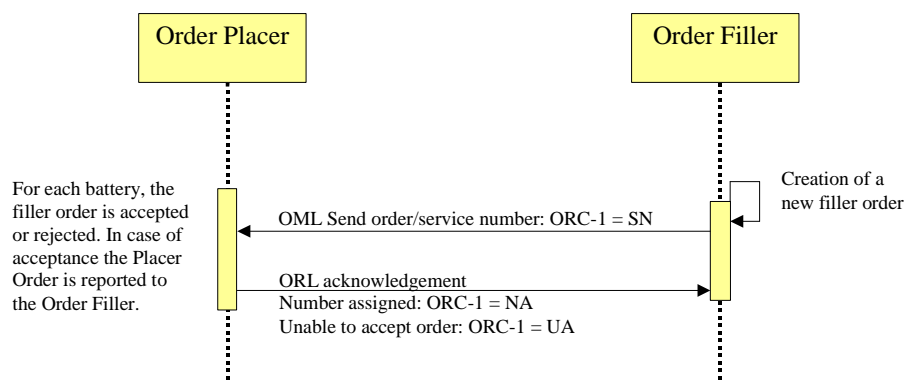 Order Placer
Order Filler
Creation of a
new filler order
For each battery, the
filler order is accepted
or rejected. In case of
acceptance the Placer
Order is reported to
the Order Filler.
OML Send order/service number: ORC-1 = SN
ORL acknowledgement
Number assigned: ORC-1 = NA
Unable to accept order: ORC-1 = UA